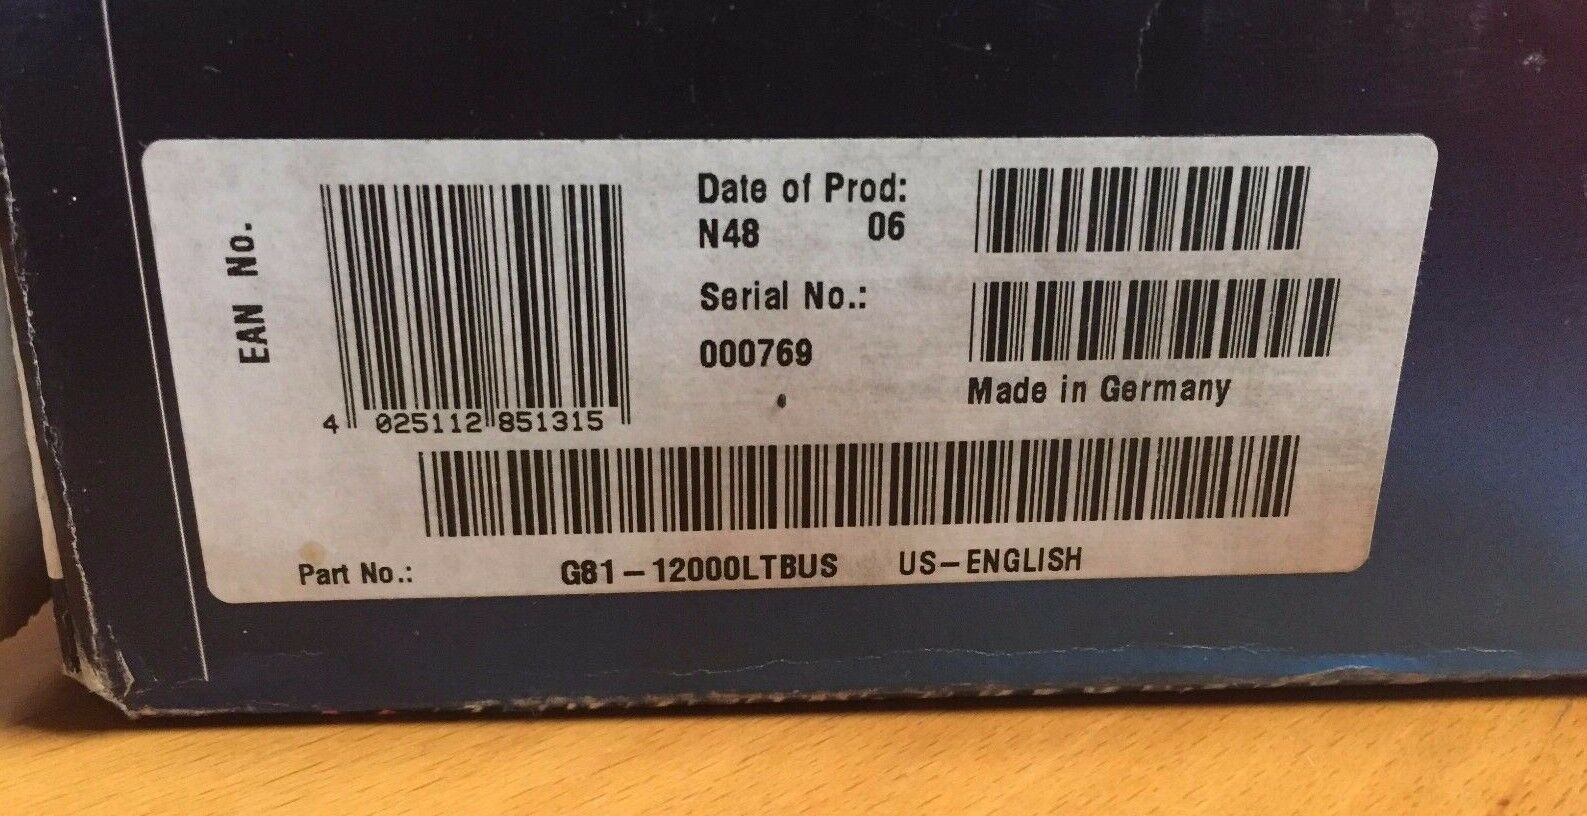 EAN No.
4 025112 851315
Date of Prod:
N48 06
Serial No.:
000769
Made in Germany
Part No.: G81-12000LTBUS US-ENGLISH